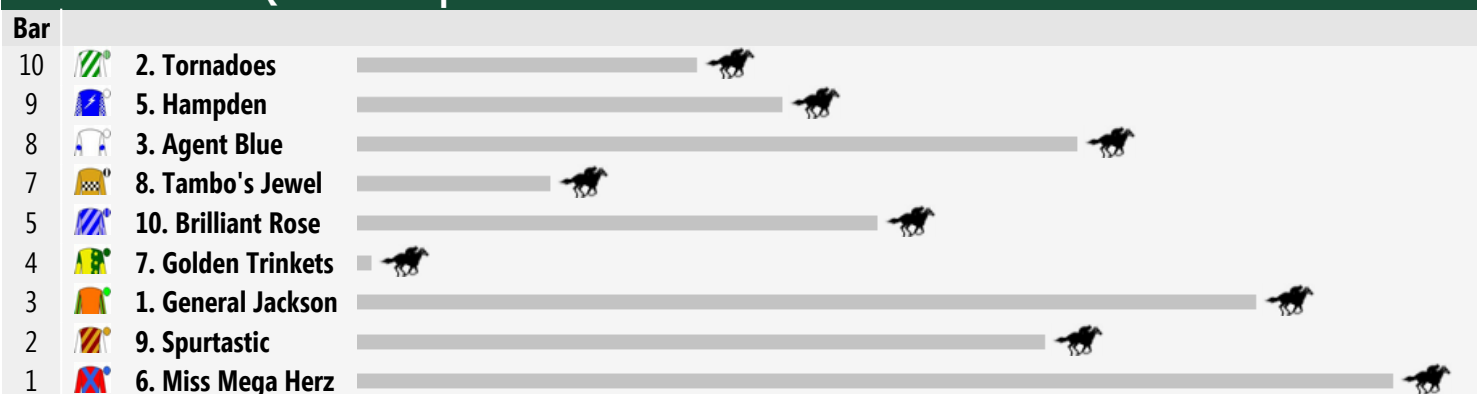 Bar
10 2. Tornadoes
9 5. Hampden
8 3. Agent Blue
7 8. Tambo's Jewel
5 10. Brilliant Rose
4 7. Golden Trinkets
3 1. General Jackson
2 9. Spurtastic
1 6. Miss Mega Herz